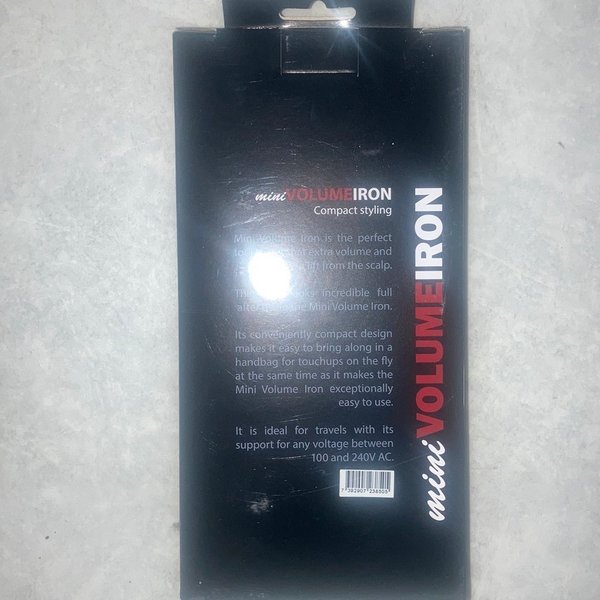 mini VOLUMEIRON
Compact styling
Mini Volume Iron is the perfect
extra volume and
lift from the scalp.
incredible full
Mini Volume Iron.
Its conveniently compact design
makes it easy to bring along in a
handbag for touchups on the fly
at the same time as it makes the
Mini Volume Iron exceptionally
easy to use.
It is ideal for travels with its
support for any voltage between
100 and 240V AC.
mini VOLUMEIRON